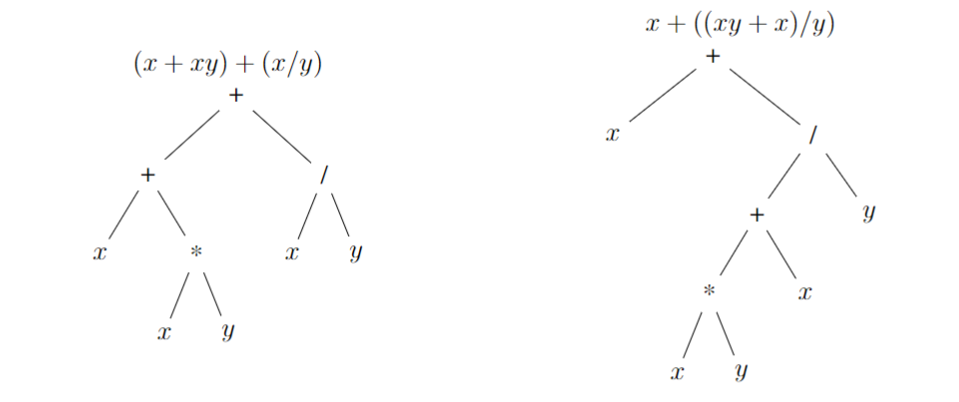 (x + xy) + (x/y)
+
+ /
x * x y
x y
x + ((xy + x)/y)
+
x /
+ y
* x
x y